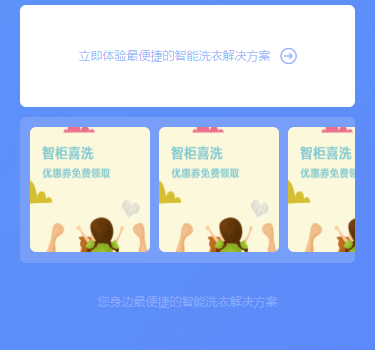 立即体验最便捷的智能洗衣解决方案
智柜喜洗
优惠券免费领取
智柜喜洗
优惠券免费领取
智柜喜洗
优惠券免费
您身边最便捷的智能洗衣解决方案